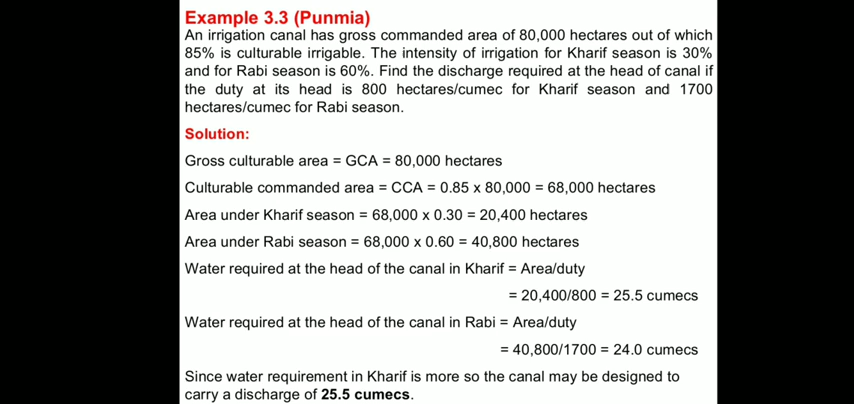 Example 3.3 (Punmia)
An irrigation canal has gross commanded area of 80,000 hectares out of which
85% is culturable irrigable. The intensity of irrigation for Kharif season is 30%
and for Rabi season is 60%. Find the discharge required at the head of canal if
the duty at its head is 800 hectares/cumec for Kharif season and 1700
hectares/cumec for Rabi season.
Solution:
Gross culturable area = GCA = 80,000 hectares
Culturable commanded area = CCA = 0.85 x 80,000 = 68,000 hectares
Area under Kharif season = 68,000 x 0.30 = 20,400 hectares
Area under Rabi season = 68,000 x 0.60 = 40,800 hectares
Water required at the head of the canal in Kharif = Area/duty
= 20,400/800 = 25.5 cumecs
Water required at the head of the canal in Rabi = Area/duty
= 40,800/1700 = 24.0 cumecs
Since water requirement in Kharif is more so the canal may be designed to
carry a discharge of 25.5 cumecs.